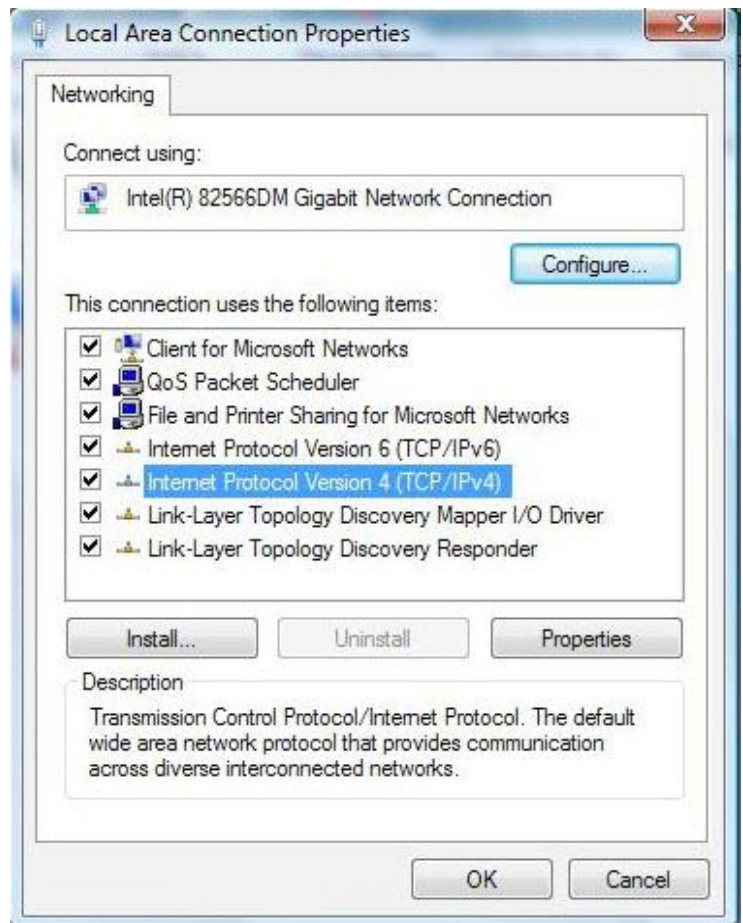 Local Area Connection Properties
Networking
Connect using:
Intel(R) 82566DM Gigabit Network Connection
Configure...
This connection uses the following items:
Client for Microsoft Networks
QoS Packet Scheduler
File and Printer Sharing for Microsoft Networks
Internet Protocol Version 6 (TCP/IPv6)
Internet Protocol Version 4 (TCP/IPv4)
Link-Layer Topology Discovery Mapper I/O Driver
Link-Layer Topology Discovery Responder
Install... Uninstall Properties
Description
Transmission Control Protocol/Internet Protocol. The default
wide area network protocol that provides communication
across diverse interconnected networks.
OK Cancel